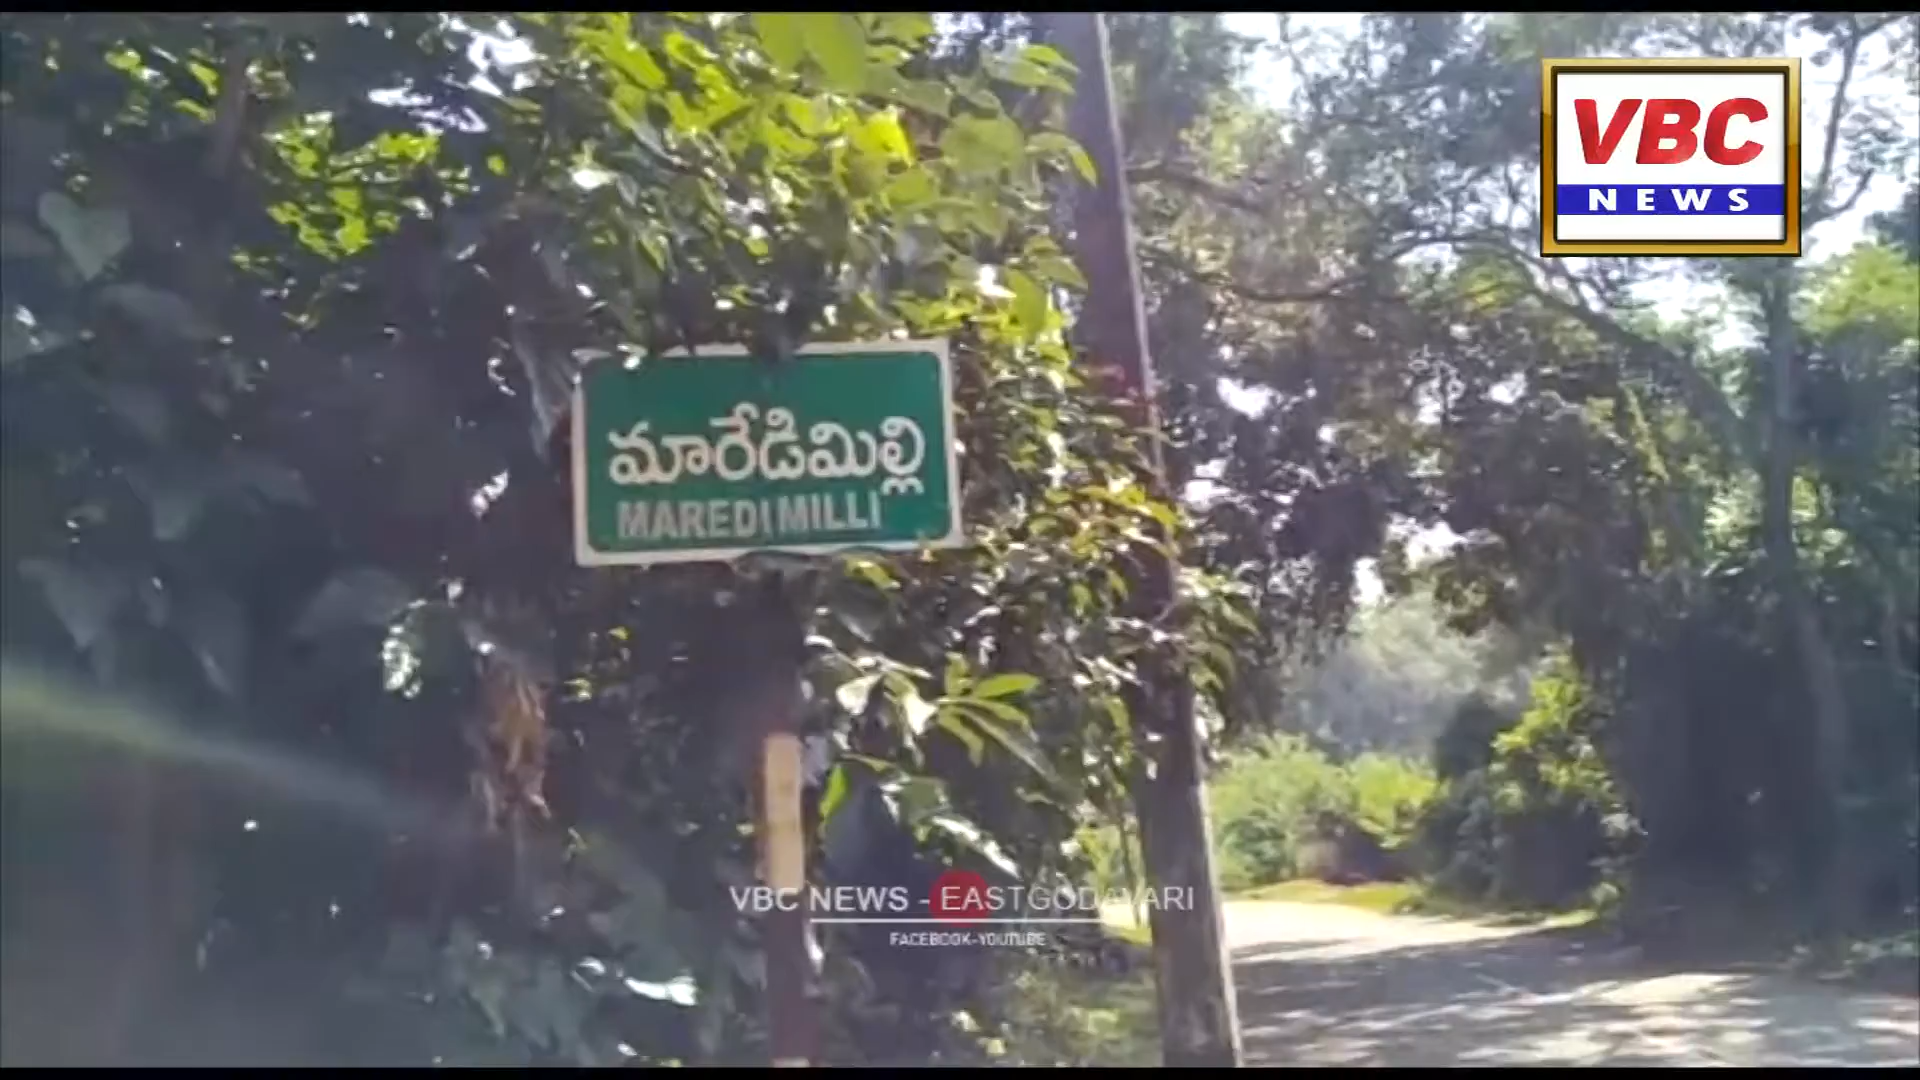 VBC
NEWS
మారేడిమిల్లి
MAREDIMILLI
VBC NEWS - EASTGODAVARI
FACEBOOK-YOUTUBE